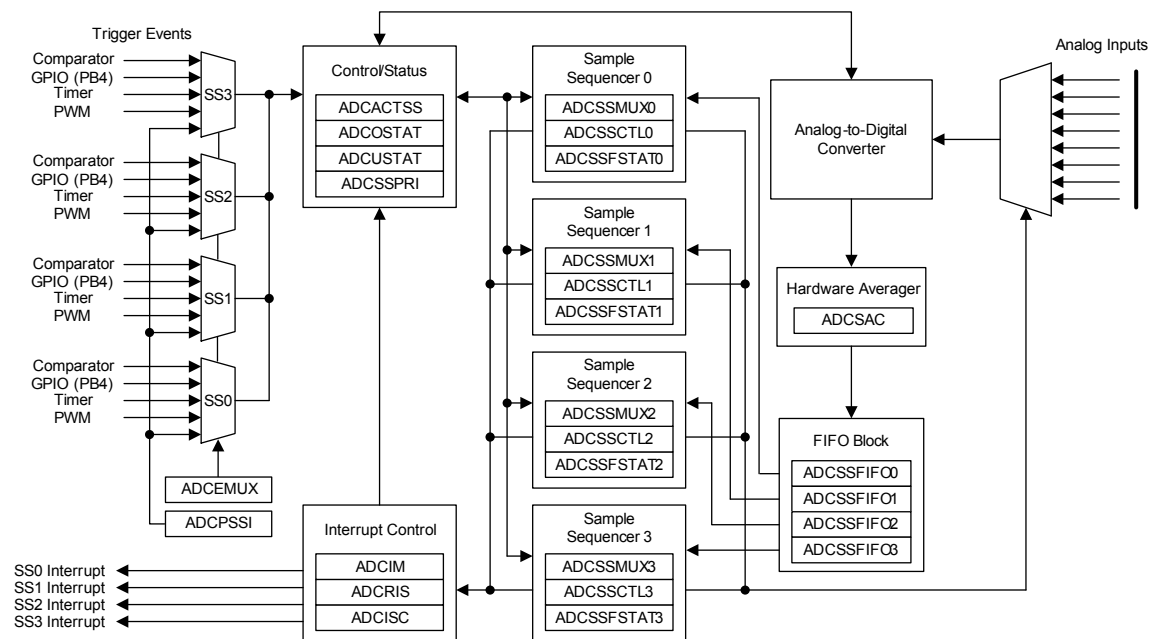 Trigger Events
Comparator
GPIO (PB4)
Timer
PWM
SS3
Comparator
GPIO (PB4)
Timer
PWM
SS2
Comparator
GPIO (PB4)
Timer
PWM
SS1
Comparator
GPIO (PB4)
Timer
PWM
SS0
ADCEMUX
ADCPSSI
Control/Status
ADCACTSS
ADCOSTAT
ADCUSTAT
ADCSSPRI
Interrupt Control
ADCIM
ADCRIS
ADCISC
SS0 Interrupt
SS1 Interrupt
SS2 Interrupt
SS3 Interrupt
Sample
Sequencer 0
ADCSSMUX0
ADCSSCTL0
ADCSSFSTAT0
Sample
Sequencer 1
ADCSSMUX1
ADCSSCTL1
ADCSSFSTAT1
Sample
Sequencer 2
ADCSSMUX2
ADCSSCTL2
ADCSSFSTAT2
Sample
Sequencer 3
ADCSSMUX3
ADCSSCTL3
ADCSSFSTAT3
Analog-to-Digital
Converter
Analog Inputs
Hardware Averager
ADCSAC
FIFO Block
ADCSSFIFO0
ADCSSFIFO1
ADCSSFIFO2
ADCSSFIFO3